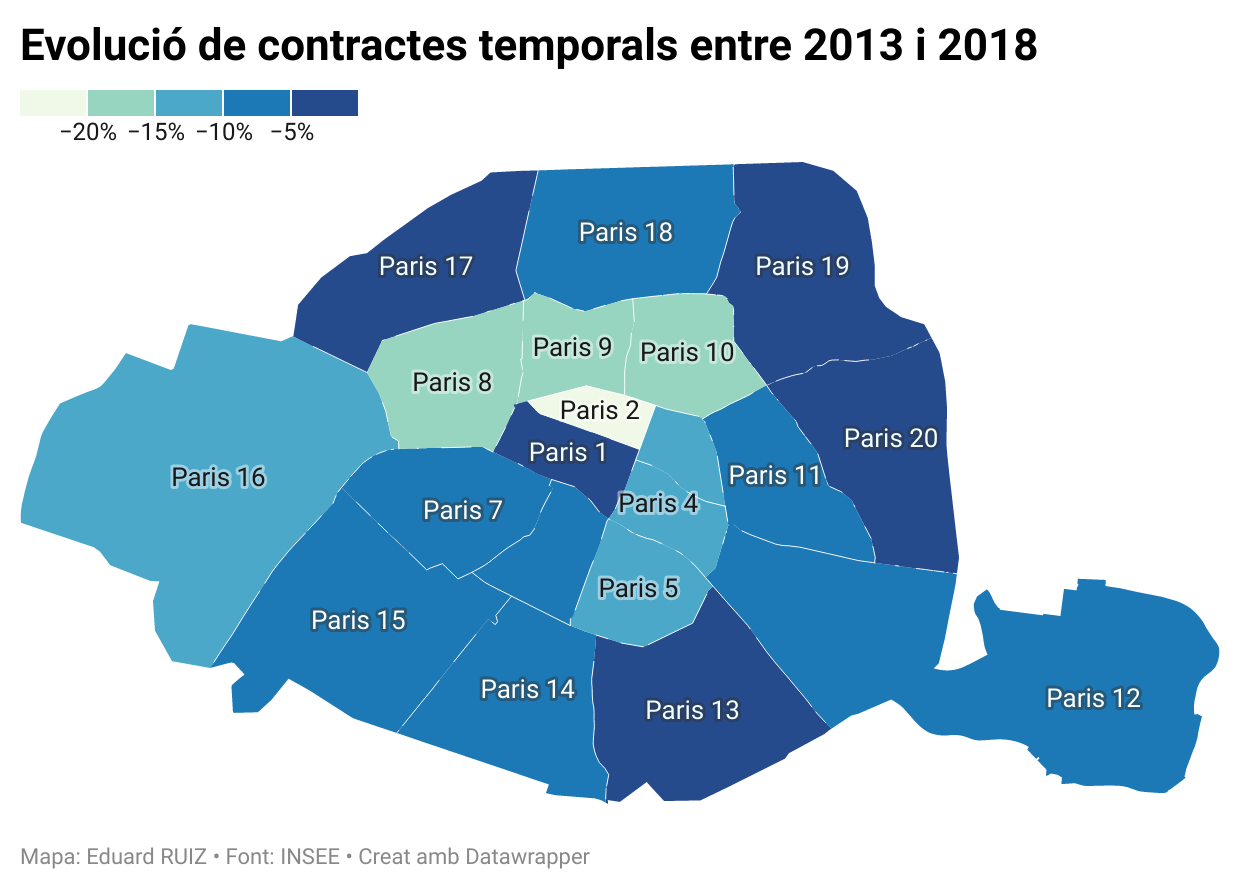 Evolució de contractes temporals entre 2013 i 2018
−20% −15% −10% −5%
Paris 18
Paris 17
Paris 19
Paris 9
Paris 10
Paris 8
Paris 2
Paris 20
Paris 1
Paris 16
Paris 11
Paris 4
Paris 7
Paris 5
Paris 15
Paris 14
Paris 12
Paris 13
Mapa: Eduard RUIZ • Font: INSEE • Creat amb Datawrapper